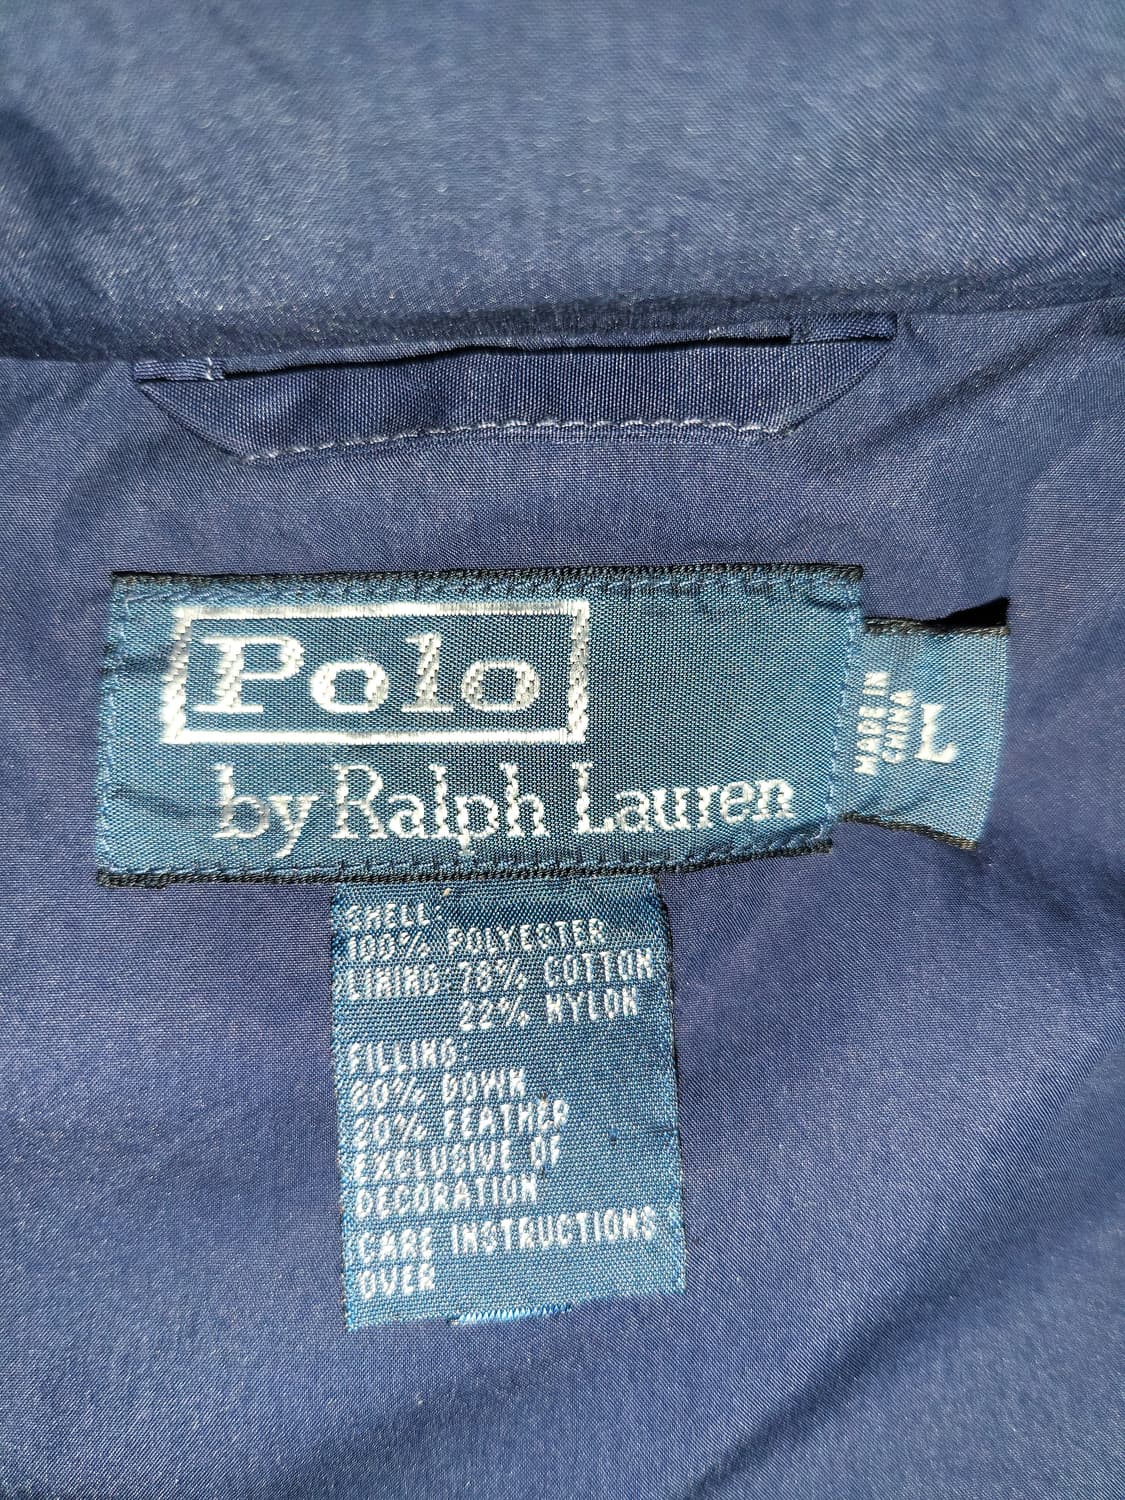 Polo
by Ralph Lauren
MADE IN
CHINA
L
SHELL:
100% POLYESTER
LINING: 78% COTTON
22% NYLON
FILLING:
80% DOWN
20% FEATHER
EXCLUSIVE OF
DECORATION
CARE INSTRUCTIONS
OVER